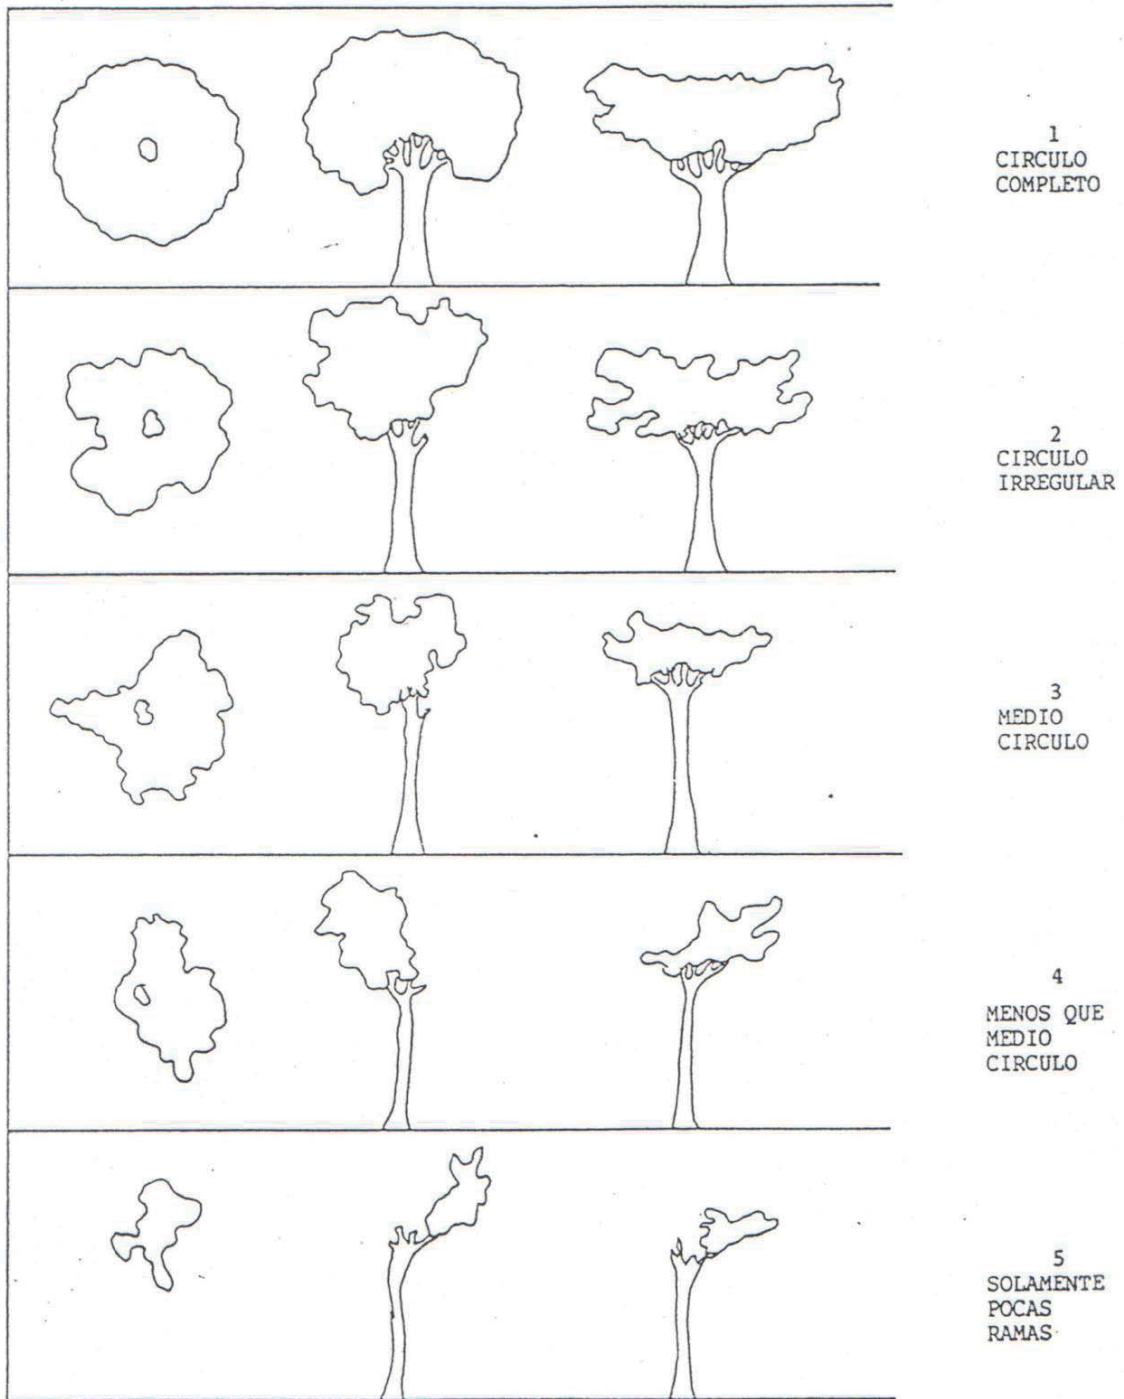 1
CIRCULO
COMPLETO
2
CIRCULO
IRREGULAR
3
MEDIO
CIRCULO
4
MENOS QUE
MEDIO
CIRCULO
5
SOLAMENTE
POCAS
RAMAS